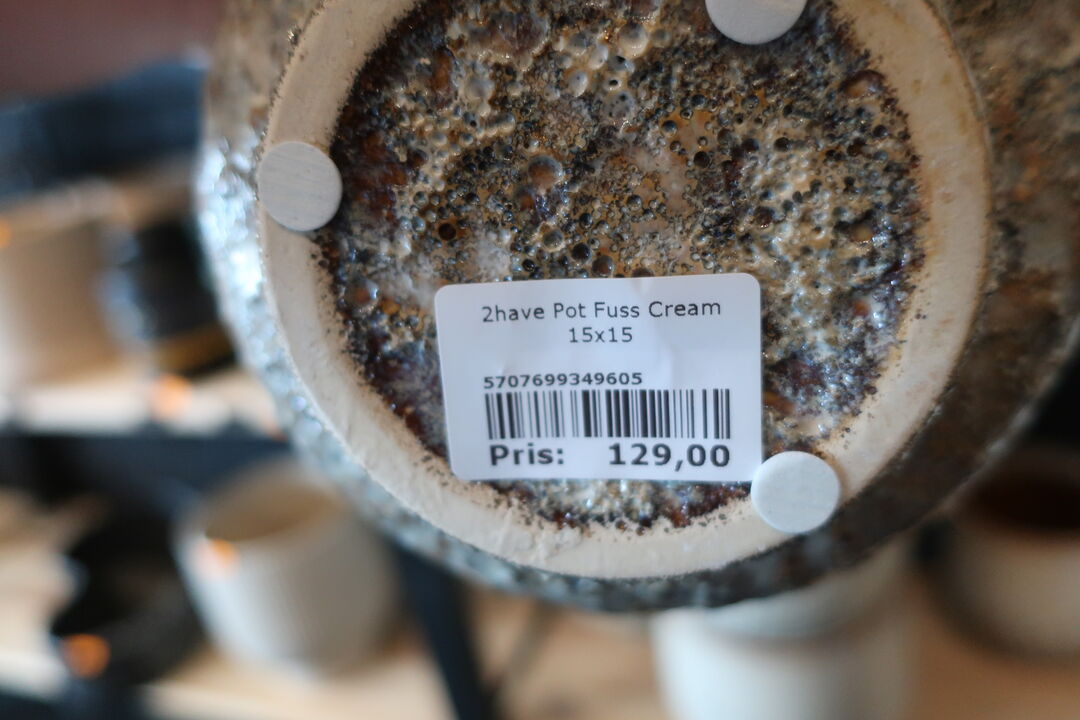 2have Pot Fuss Cream
15x15
5707699349605
Pris: 129,00